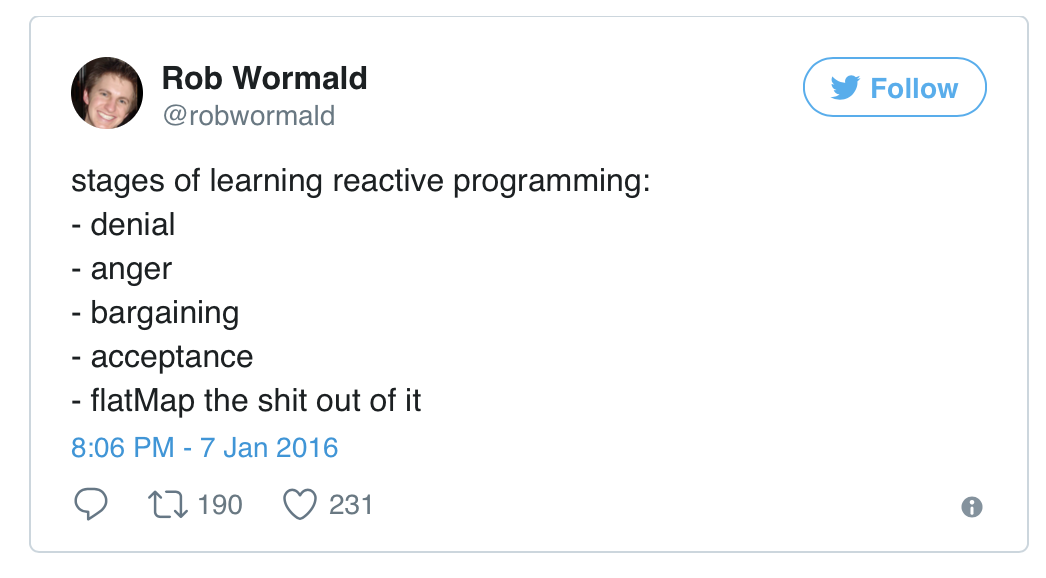 Rob Wormald
@robwormald
Follow
stages of learning reactive programming:
- denial
- anger
- bargaining
- acceptance
- flatMap the shit out of it
8:06 PM - 7 Jan 2016
190 231